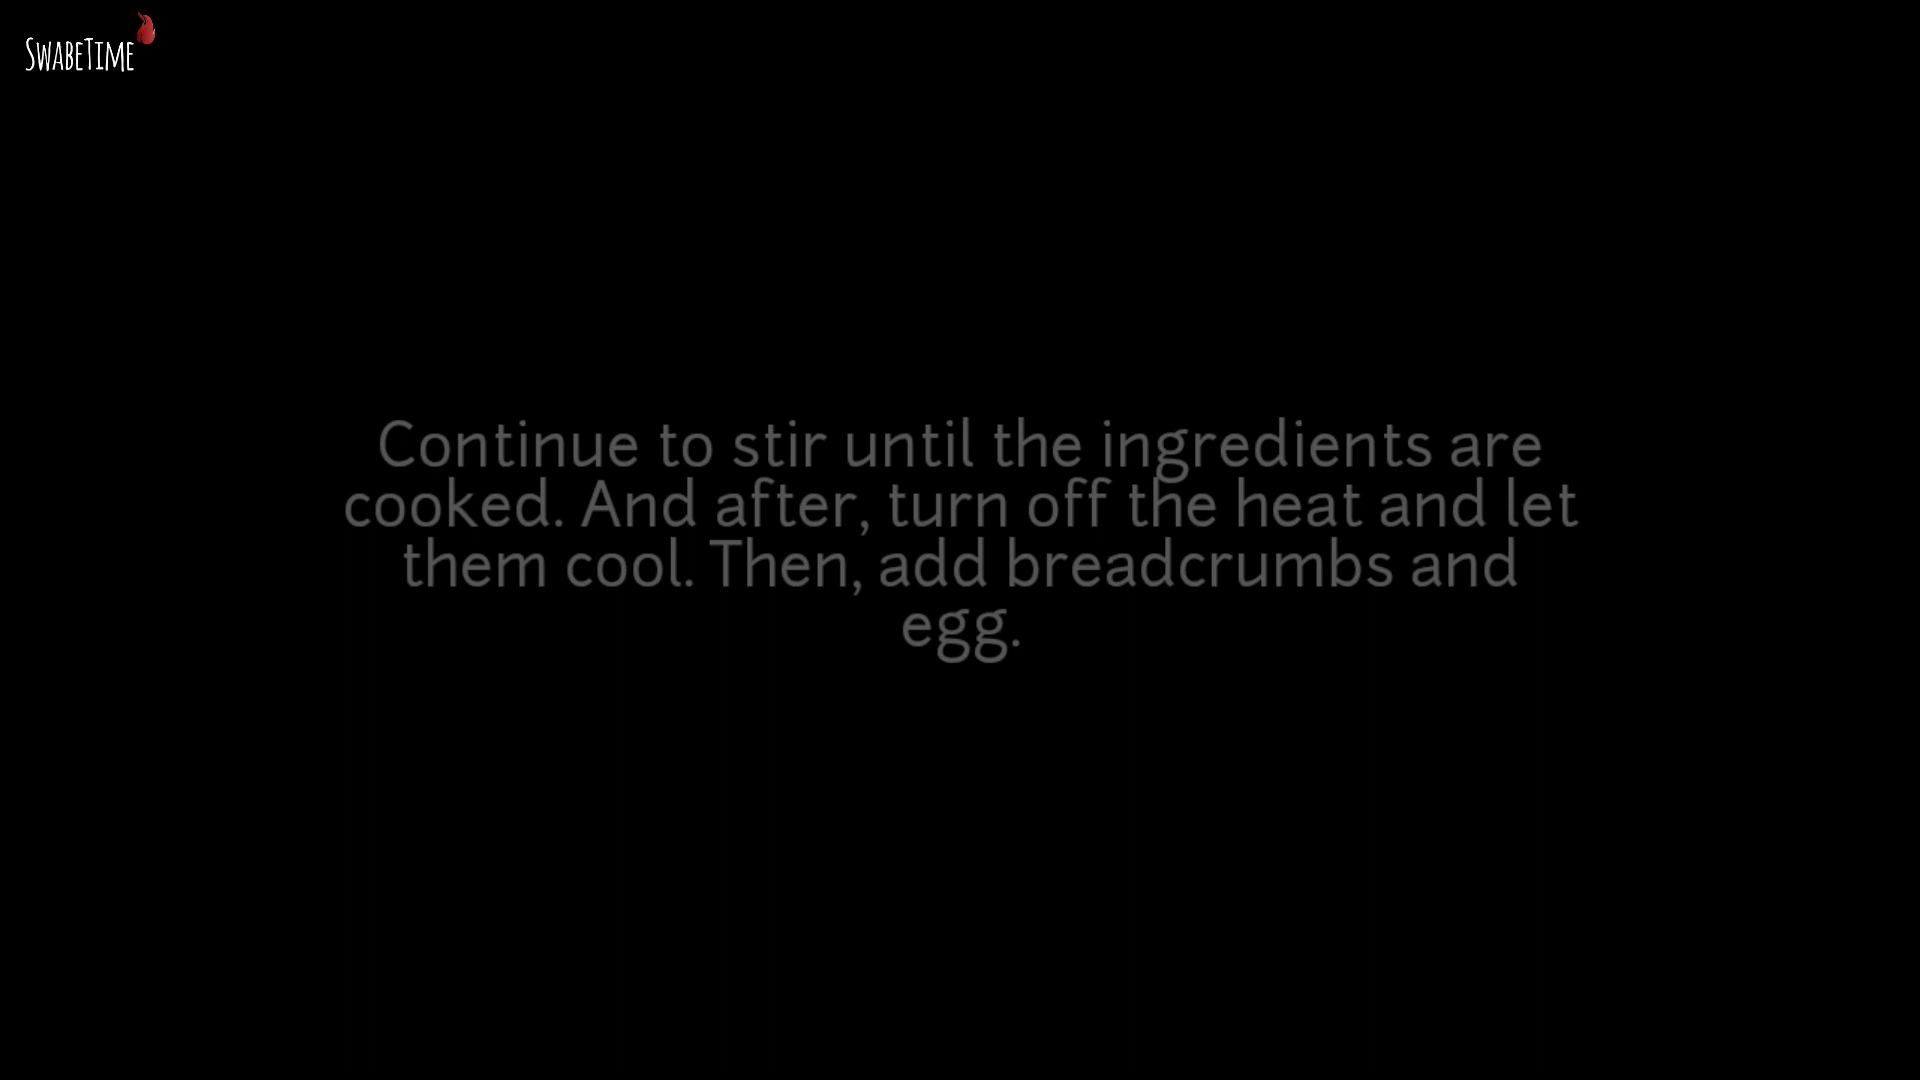 SWABETIME
Continue to stir until the ingredients are
cooked. And after, turn off the heat and let
them cool. Then, add breadcrumbs and
egg.